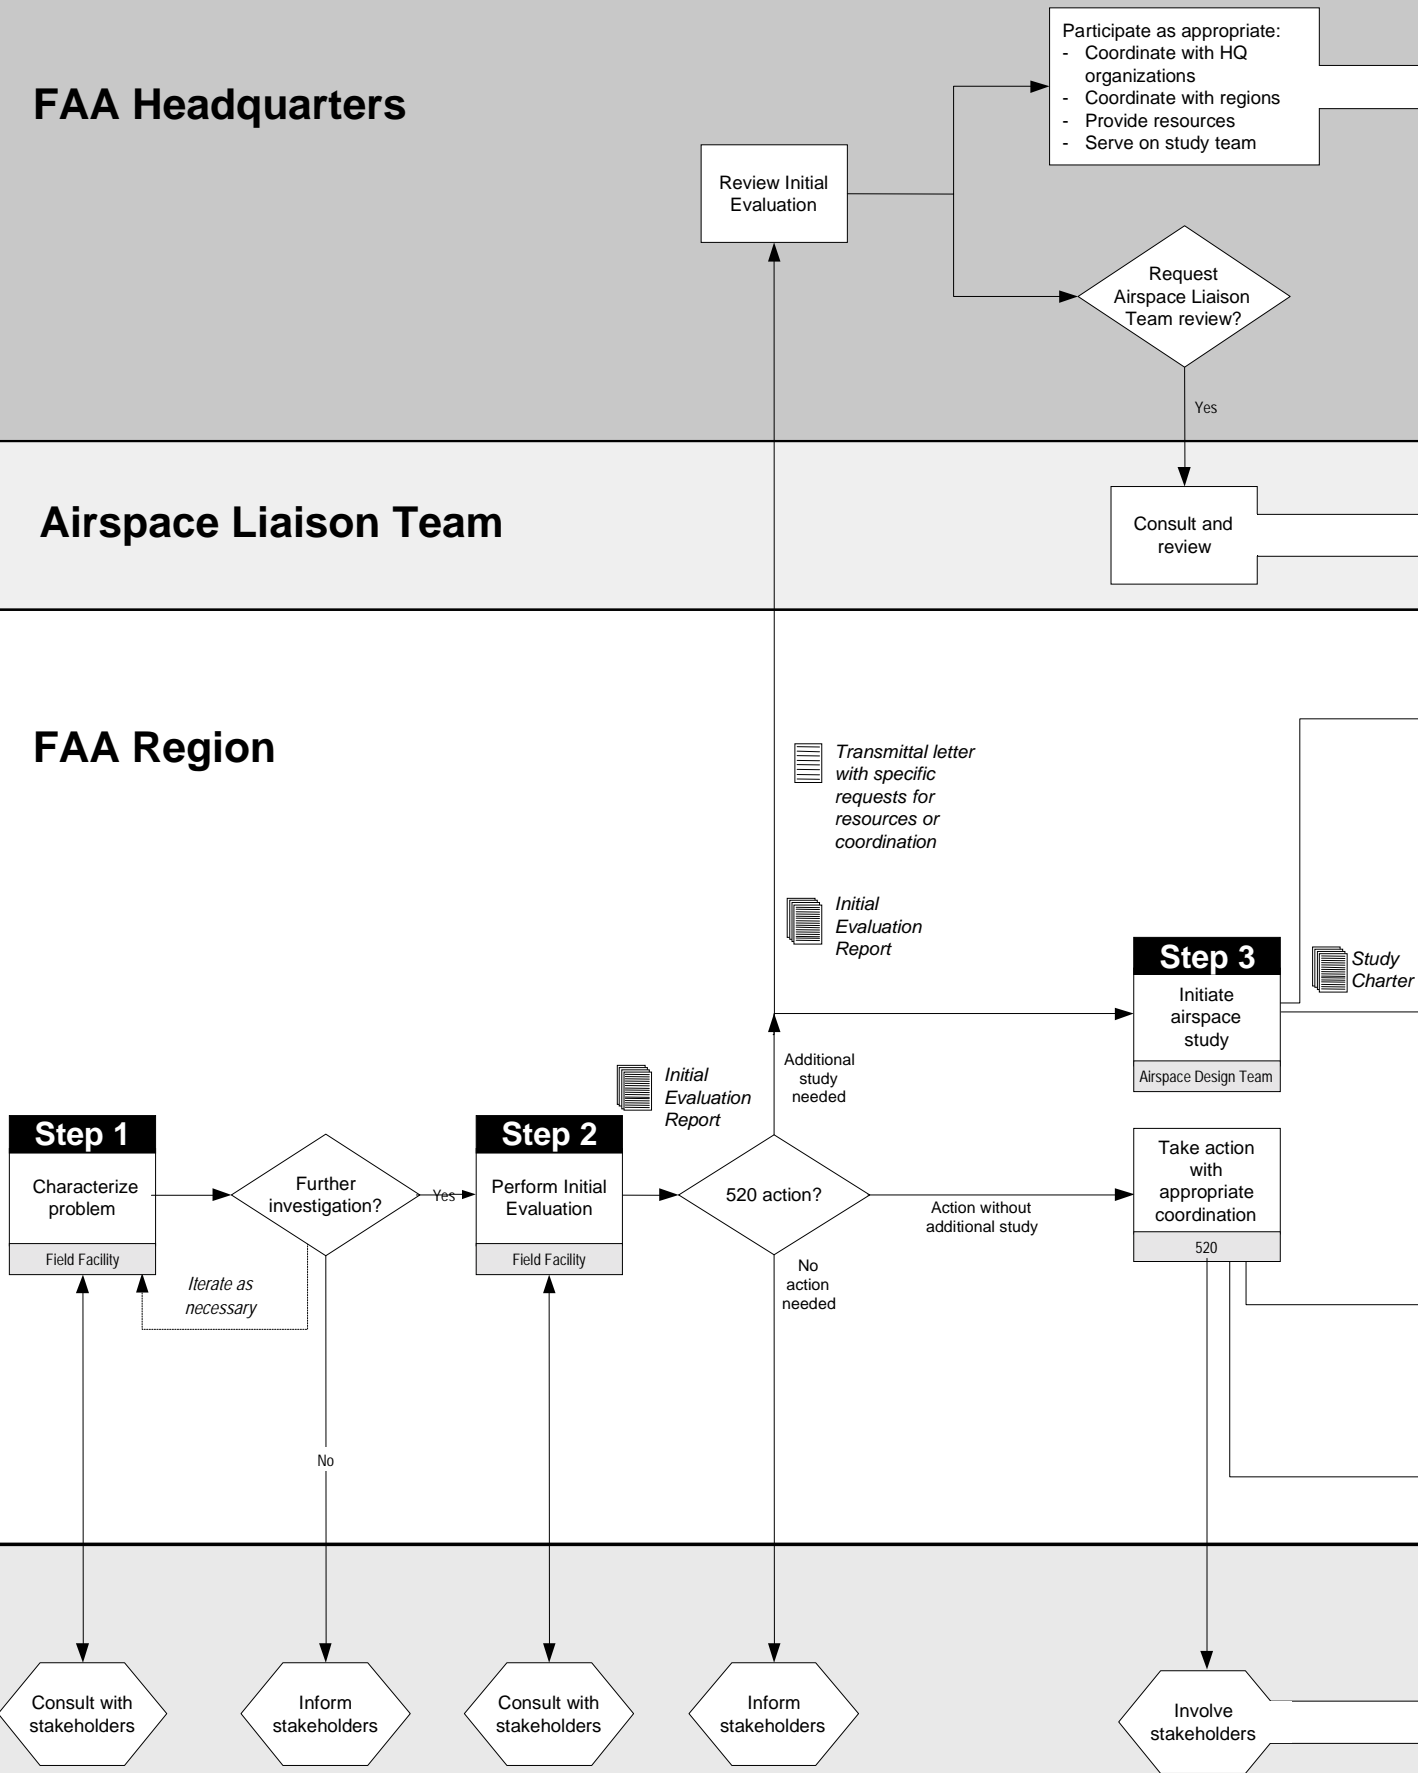 FAA Headquarters
Participate as appropriate:
- Coordinate with HQ
organizations
- Coordinate with regions
- Provide resources
- Serve on study team
Review Initial
Evaluation
Request
Airspace Liaison
Team review?
Yes
Airspace Liaison Team
Consult and
review
FAA Region
Transmittal letter
with specific
requests for
resources or
coordination
Initial
Evaluation
Report
Step 3
Initiate
airspace
study
Airspace Design Team
Study
Charter
Additional
study
needed
Initial
Evaluation
Report
Step 1
Characterize
problem
Field Facility
Further
investigation?
Yes
Step 2
Perform Initial
Evaluation
Field Facility
520 action?
Action without
additional study
Take action
with
appropriate
coordination
520
Iterate as
necessary
No
action
needed
No
Consult with
stakeholders
Inform
stakeholders
Consult with
stakeholders
Inform
stakeholders
Involve
stakeholders